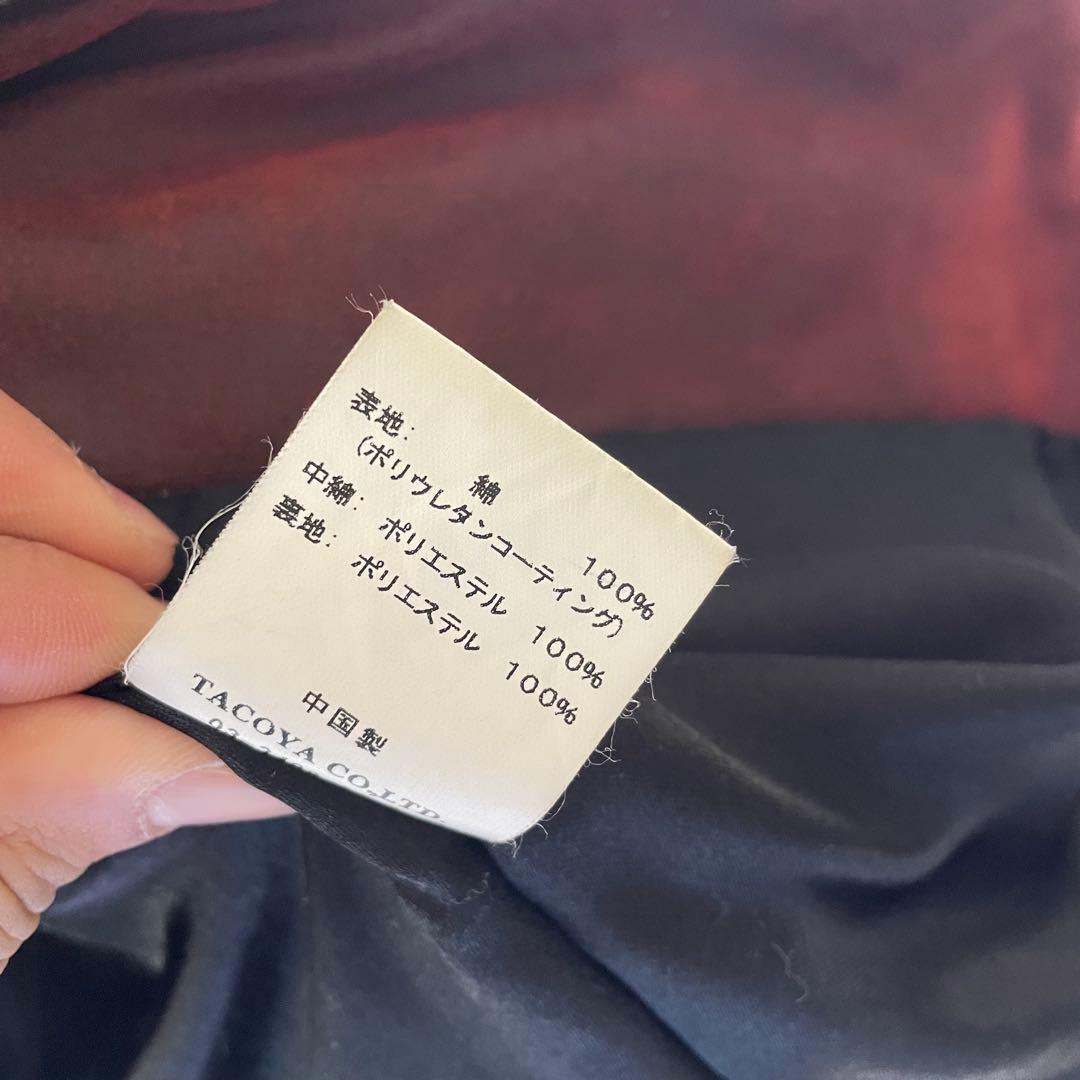 表地: 綿 100%
(ポリウレタンコーティング)
中綿: ポリエステル 100%
裏地: ポリエステル 100%
中国製
TACOYA CO.,LTD.